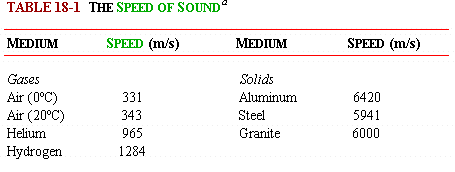 TABLE 18-1 THE SPEED OF SOUNDᵃ
MEDIUM SPEED (m/s) MEDIUM SPEED (m/s)
Gases Solids
Air (0ºC) 331 Aluminum 6420
Air (20ºC) 343 Steel 5941
Helium 965 Granite 6000
Hydrogen 1284